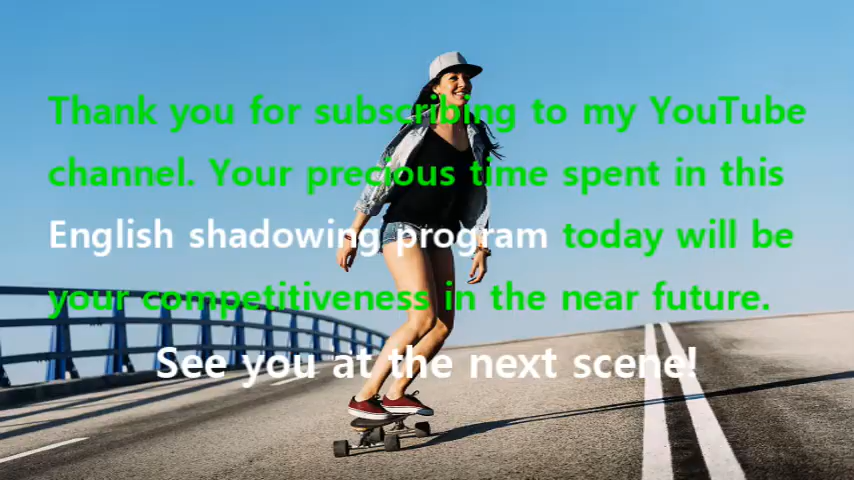 Thank you for subscribing to my YouTube
channel. Your precious time spent in this
English shadowing program today will be
your competitiveness in the near future.
See you at the next scene!